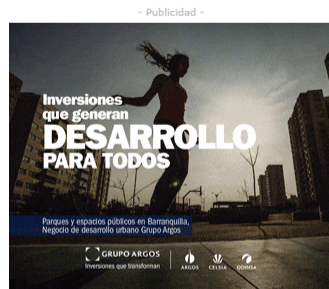 - Publicidad -
Inversiones
que generan
DESARROLLO
PARA TODOS
Parques y espacios públicos en Barranquilla,
Negocio de desarrollo urbano Grupo Argos
GRUPO ARGOS
Inversiones que transforman
ARGOS
CELSIA
ODINSA